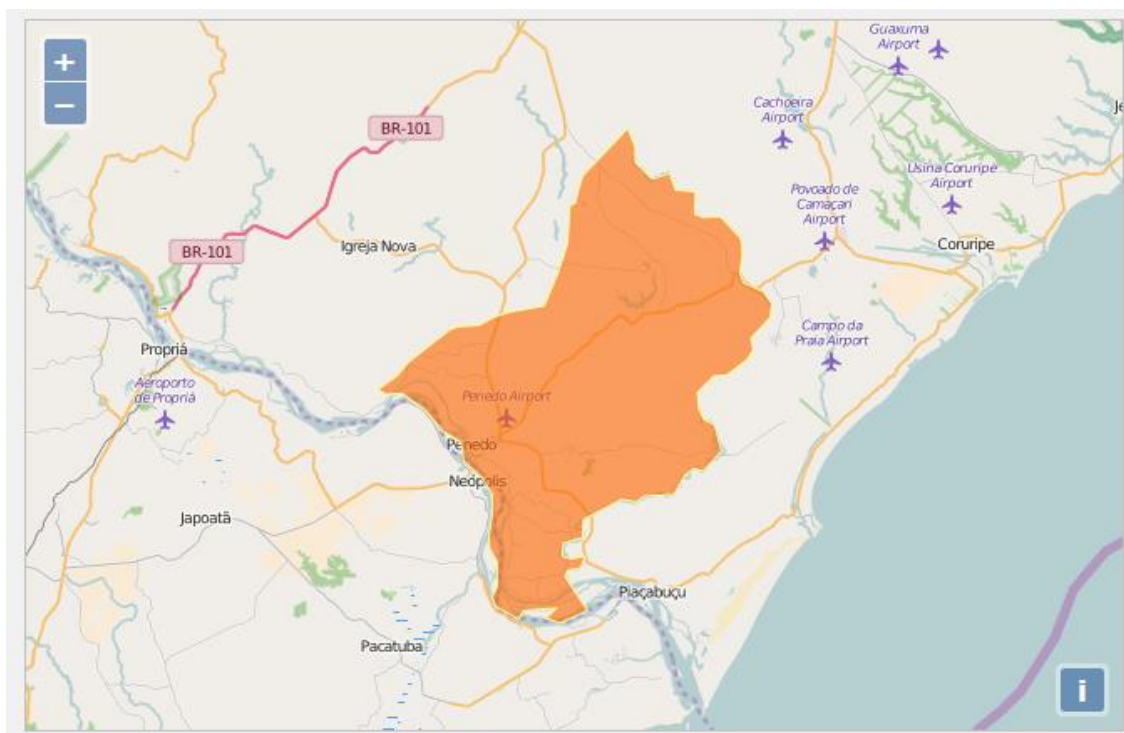 +
−
Guaxuma
Airport
BR-101
Cachoeira
Airport
Je
Usina Coruripe
Airport
Povoado de
Camaçari
Airport
BR-101
Igreja Nova
Coruripe
Campo da
Praia Airport
Propriá
Aeroporto
de Propriá
Penedo Airport
Penedo
Neópolis
Japoatã
Piaçabuçu
Pacatuba
i